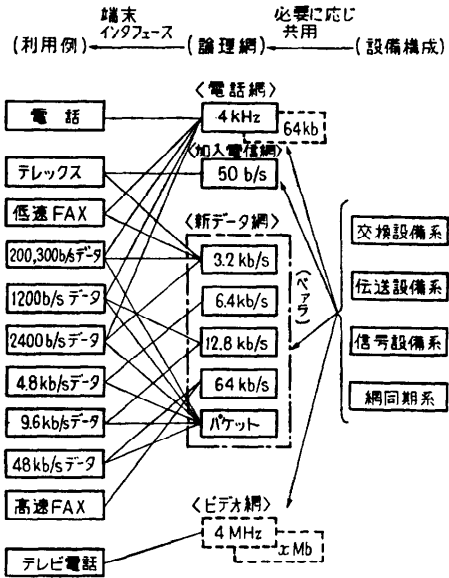 端末
インタフェース
必要に応じ
共用
(利用例)
(論理網)
(設備構成)
<電話網>
電話
4kHz
64kb
<加入電信網>
テレックス
50 b/s
低速FAX
<新データ網>
200,300b/sデータ
3.2 kb/s
1200b/sデータ
6.4kb/s
2400b/sデータ
12.8 kb/s
4.8kb/sデータ
64 kb/s
9.6kb/sデータ
パケット
48kb/sデータ
高速FAX
(ベアラ)
交換設備系
伝送設備系
信号設備系
網同期系
<ビデオ網>
テレビ電話
4 MHz
xMb